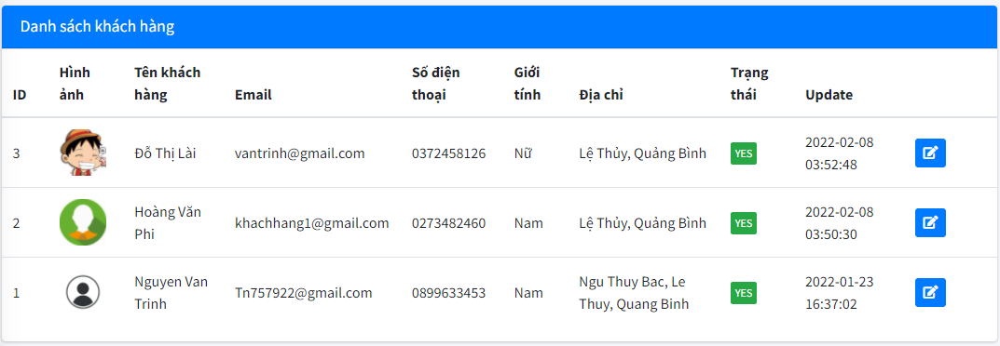 Danh sách khách hàng
ID Hình ảnh Tên khách hàng Email Số điện thoại Giới tính Địa chỉ Trạng thái Update
3 Đỗ Thị Lài vantrinh@gmail.com 0372458126 Nữ Lệ Thủy, Quảng Bình YES 2022-02-08 03:52:48
2 Hoàng Văn Phi khachhang1@gmail.com 0273482460 Nam Lệ Thủy, Quảng Bình YES 2022-02-08 03:50:30
1 Nguyen Van Trinh Tn757922@gmail.com 0899633453 Nam Ngu Thuy Bac, Le Thuy, Quang Binh YES 2022-01-23 16:37:02